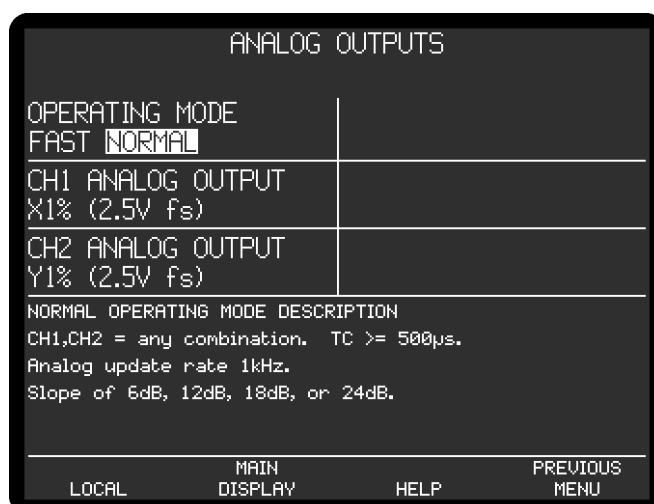 ANALOG OUTPUTS
OPERATING MODE
FAST NORMAL
CH1 ANALOG OUTPUT
X1% (2.5V fs)
CH2 ANALOG OUTPUT
Y1% (2.5V fs)
NORMAL OPERATING MODE DESCRIPTION
CH1,CH2 = any combination. TC >= 500µs.
Analog update rate 1kHz.
Slope of 6dB, 12dB, 18dB, or 24dB.
LOCAL
MAIN
DISPLAY
HELP
PREVIOUS
MENU